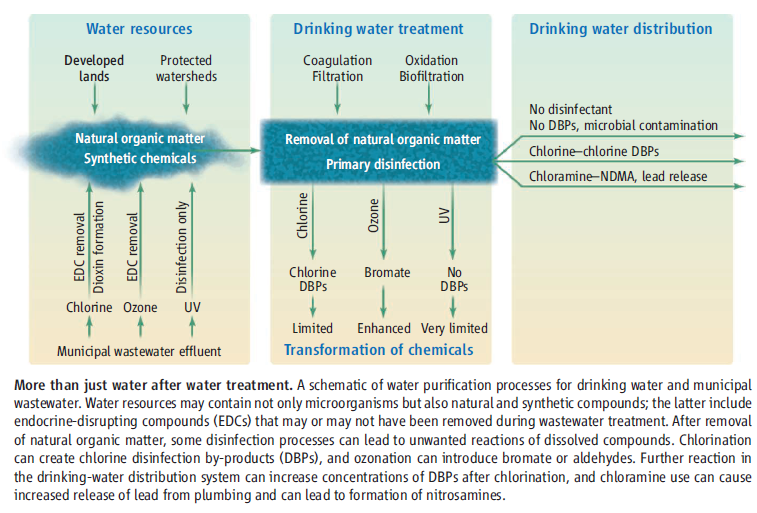 Water resources
Developed
lands
Protected
watersheds
Natural organic matter
Synthetic chemicals
EDC removal
Dioxin formation
EDC removal
Disinfection only
Chlorine
Ozone
UV
Municipal wastewater effluent
Drinking water treatment
Coagulation
Filtration
Oxidation
Biofiltration
Removal of natural organic matter
Primary disinfection
Chlorine
Ozone
UV
Chlorine
DBPs
Bromate
No
DBPs
Limited
Enhanced
Very limited
Transformation of chemicals
Drinking water distribution
No disinfectant
No DBPs, microbial contamination
Chlorine–chlorine DBPs
Chloramine–NDMA, lead release
More than just water after water treatment. A schematic of water purification processes for drinking water and municipal
wastewater. Water resources may contain not only microorganisms but also natural and synthetic compounds; the latter include
endocrine-disrupting compounds (EDCs) that may or may not have been removed during wastewater treatment. After removal
of natural organic matter, some disinfection processes can lead to unwanted reactions of dissolved compounds. Chlorination
can create chlorine disinfection by-products (DBPs), and ozonation can introduce bromate or aldehydes. Further reaction in
the drinking-water distribution system can increase concentrations of DBPs after chlorination, and chloramine use can cause
increased release of lead from plumbing and can lead to formation of nitrosamines.